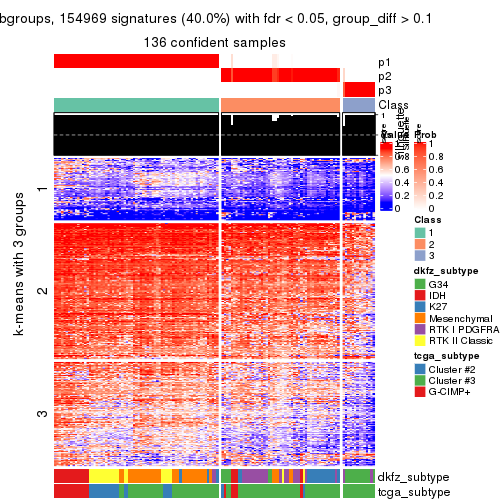 bgroups, 154969 signatures (40.0%) with fdr < 0.05, group_diff > 0.1
136 confident samples
p1
p2
p3
Class
1
Silhouette
Value
1
0.8
0.6
0.4
0.2
0
Prob
1
0.8
0.6
0.4
0.2
0
Class
1
2
3
dkfz_subtype
G34
IDH
K27
Mesenchymal
RTK I PDGFRA
RTK II Classic
tcga_subtype
Cluster #2
Cluster #3
G-CIMP+
k-means with 3 groups
1
2
3
dkfz_subtype
tcga_subtype